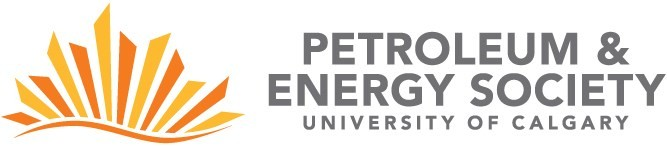 PETROLEUM &
ENERGY SOCIETY
UNIVERSITY OF CALGARY